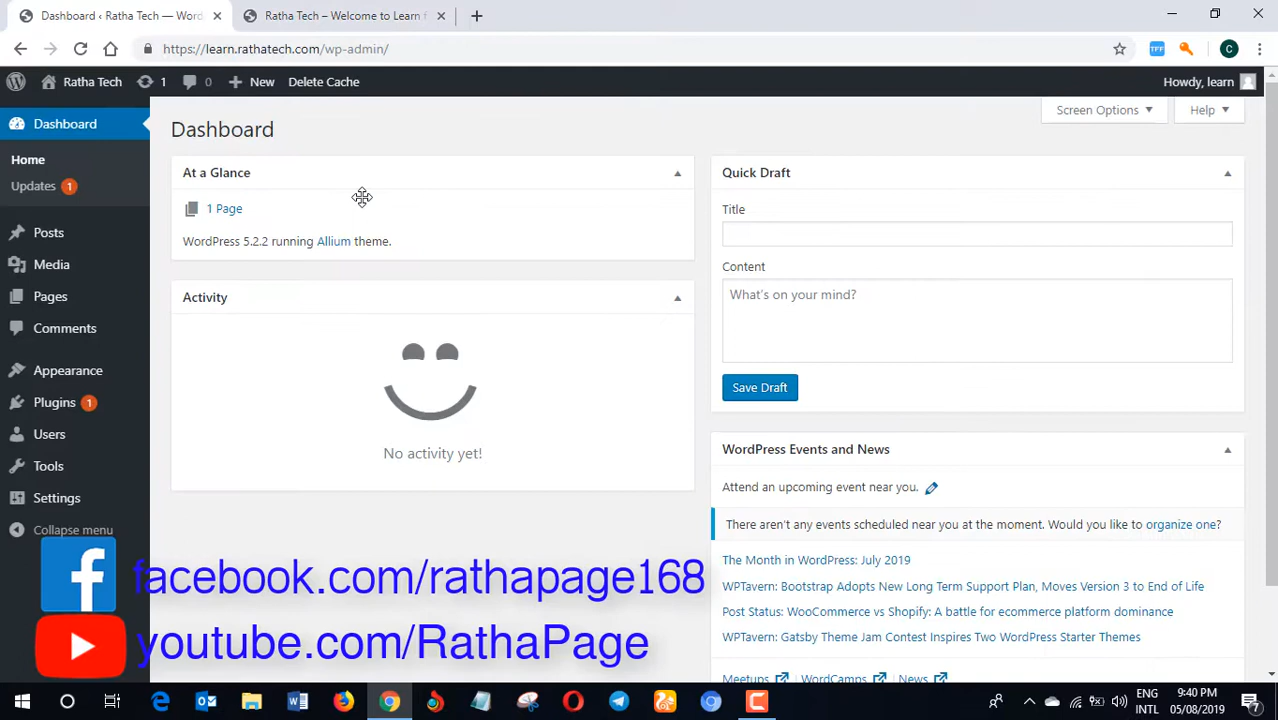 Dashboard ‹ Ratha Tech — Wor
Ratha Tech – Welcome to Learn f
https://learn.rathatech.com/wp-admin/
TFF
C
Ratha Tech
1
0
New
Delete Cache
Howdy, learn
Dashboard
Home
Updates 1
Posts
Media
Pages
Comments
Appearance
Plugins 1
Users
Tools
Settings
Collapse menu
Screen Options
Help
Dashboard
At a Glance
1 Page
WordPress 5.2.2 running Allium theme.
Activity
No activity yet!
Quick Draft
Title
Content
What's on your mind?
Save Draft
WordPress Events and News
Attend an upcoming event near you.
There aren't any events scheduled near you at the moment. Would you like to organize one?
The Month in WordPress: July 2019
WPTavern: Bootstrap Adopts New Long Term Support Plan, Moves Version 3 to End of Life
Post Status: WooCommerce vs Shopify: A battle for ecommerce platform dominance
WPTavern: Gatsby Theme Jam Contest Inspires Two WordPress Starter Themes
Meetups
WordCamps
News
facebook.com/rathapage168
youtube.com/RathaPage
ENG
INTL
9:40 PM
05/08/2019
7